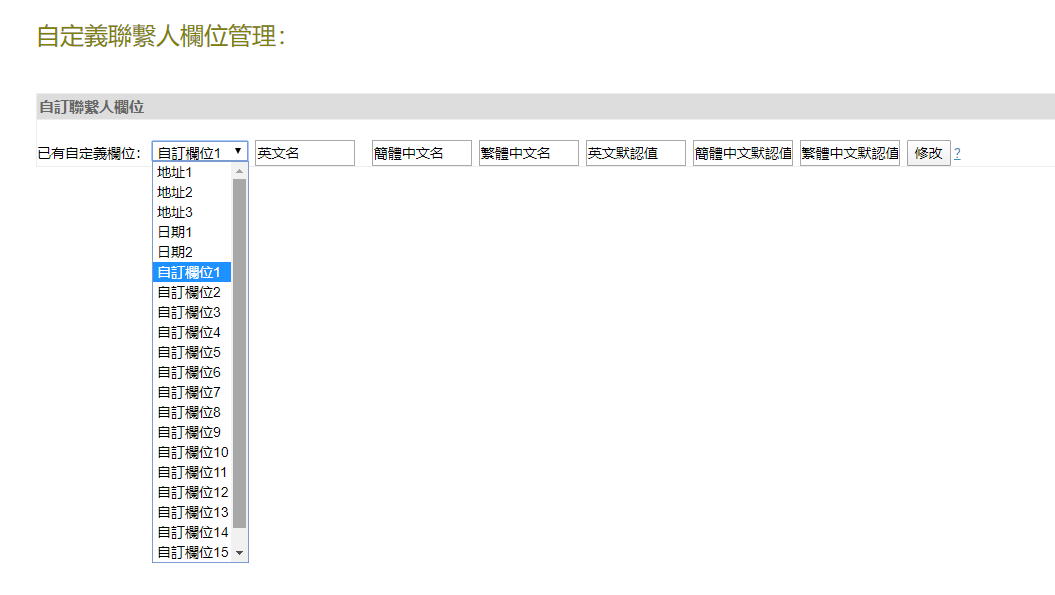 自定義聯繫人欄位管理：
自訂聯繫人欄位
已有自定義欄位： 自訂欄位1 英文名 簡體中文名 繁體中文名 英文默認值 簡體中文默認值 繁體中文默認值 修改 ?
地址1
地址2
地址3
日期1
日期2
自訂欄位1
自訂欄位2
自訂欄位3
自訂欄位4
自訂欄位5
自訂欄位6
自訂欄位7
自訂欄位8
自訂欄位9
自訂欄位10
自訂欄位11
自訂欄位12
自訂欄位13
自訂欄位14
自訂欄位15